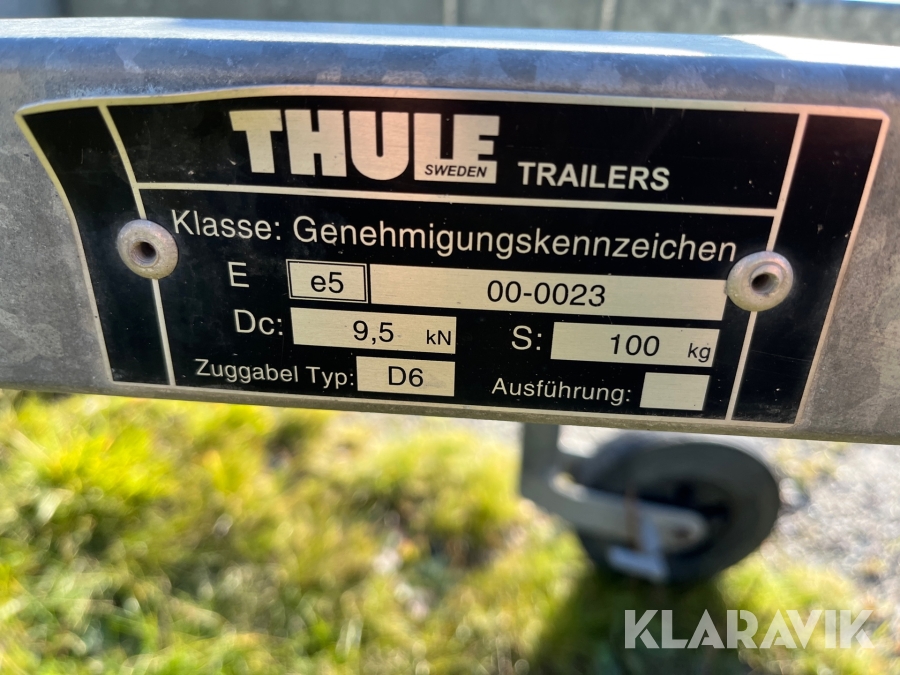 THULE SWEDEN TRAILERS
Klasse: Genehmigungskennzeichen
E e5 00-0023
Dc: 9,5 kN S: 100 kg
Zuggabel Typ: D6 Ausführung:
KLARAVIK